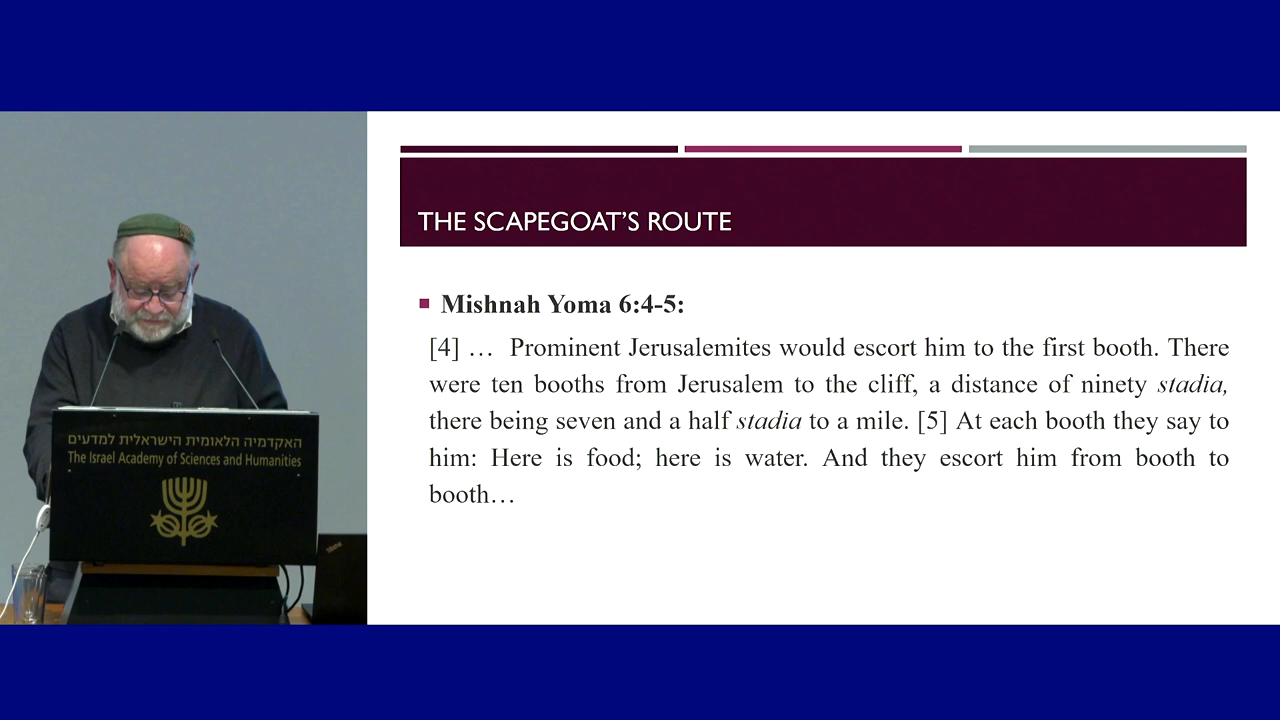 האקדמיה הלאומית הישראלית למדעים
The Israel Academy of Sciences and Humanities
THE SCAPEGOAT’S ROUTE
Mishnah Yoma 6:4-5:
[4] … Prominent Jerusalemites would escort him to the first booth. There
were ten booths from Jerusalem to the cliff, a distance of ninety stadia,
there being seven and a half stadia to a mile. [5] At each booth they say to
him: Here is food; here is water. And they escort him from booth to
booth…